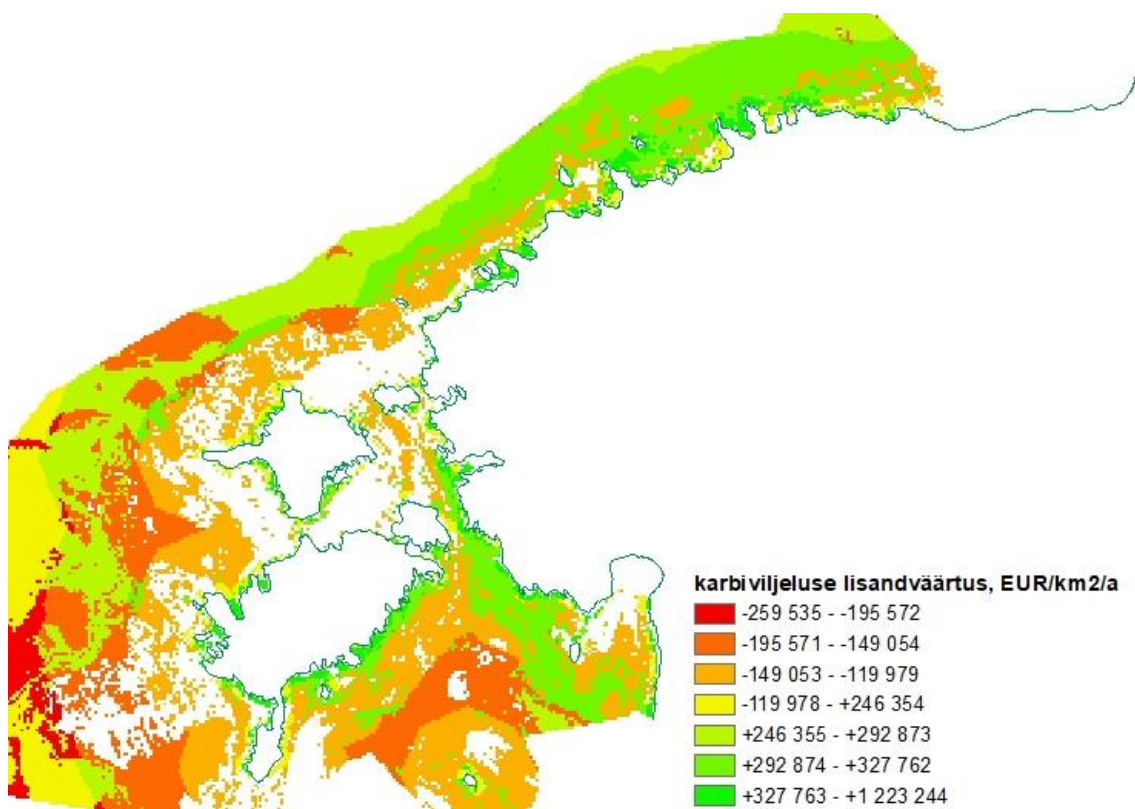 karbiviljeluse lisandväärtus, EUR/km2/a
-259 535 - -195 572
-195 571 - -149 054
-149 053 - -119 979
-119 978 - +246 354
+246 355 - +292 873
+292 874 - +327 762
+327 763 - +1 223 244